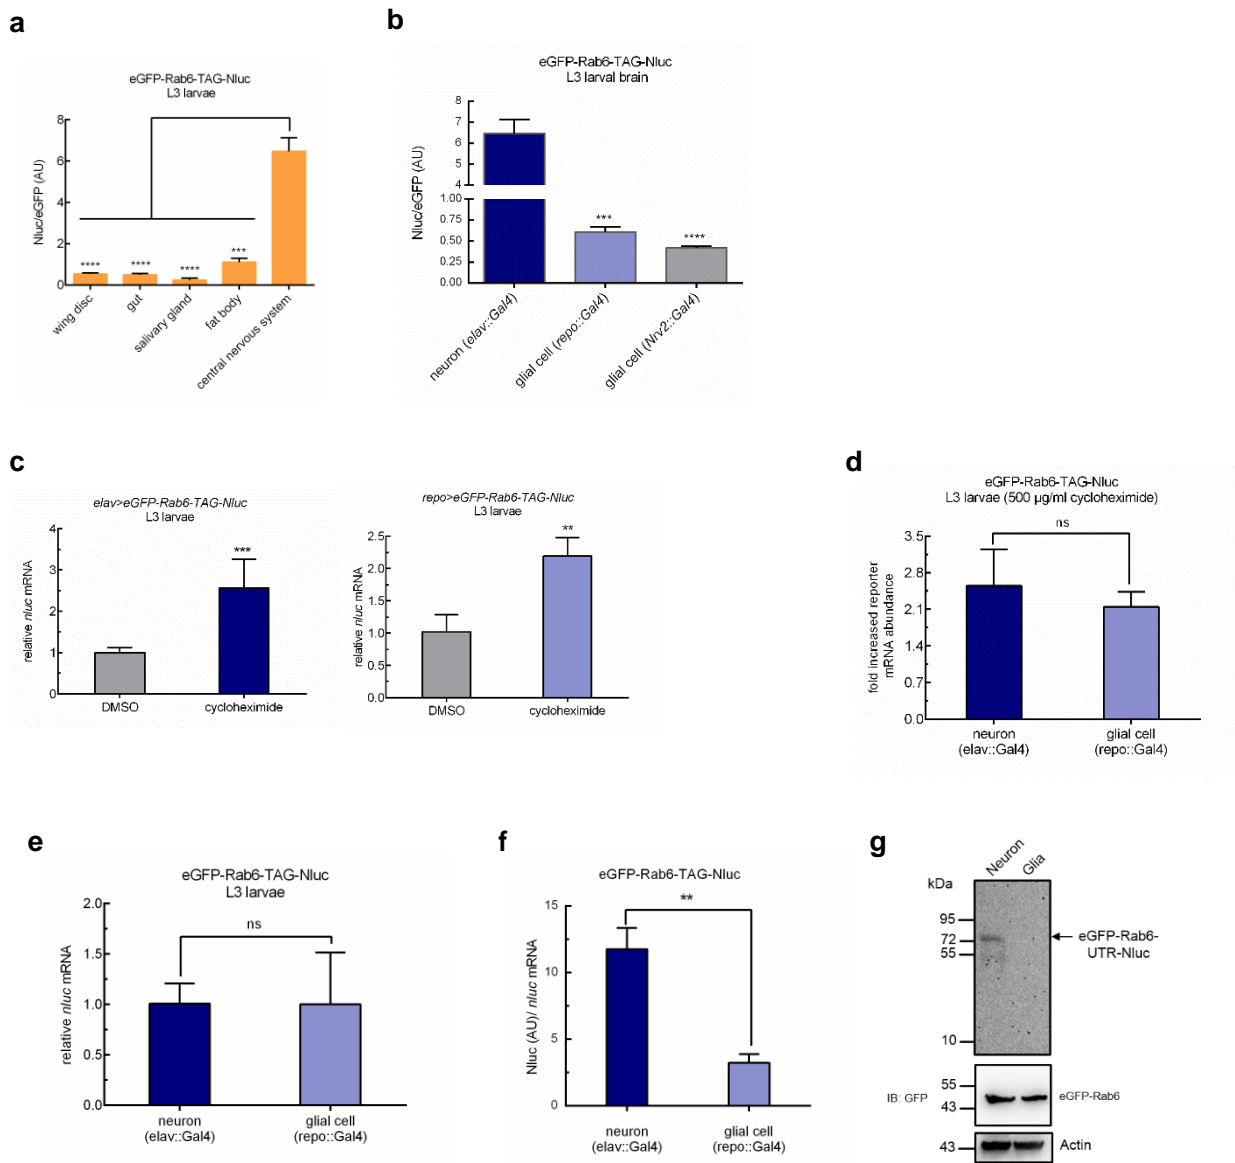 a
eGFP-Rab6-TAG-Nluc
L3 larvae
Nluc/eGFP (AU)
8
6
4
2
0
****
****
****
***
wing disc
gut
salivary gland
fat body
central nervous system
b
eGFP-Rab6-TAG-Nluc
L3 larval brain
Nluc/eGFP (AU)
8
7
6
5
4
1.00
0.75
0.50
0.25
0.00
***
****
neuron (elav::Gal4)
glial cell (repo::Gal4)
glial cell (Nrv2::Gal4)
c
elav>eGFP-Rab6-TAG-Nluc
L3 larvae
relative nluc mRNA
4
3
2
1
0
***
DMSO
cycloheximide
repo>eGFP-Rab6-TAG-Nluc
L3 larvae
relative nluc mRNA
2.5
2.0
1.5
1.0
0.5
0.0
**
DMSO
cycloheximide
d
eGFP-Rab6-TAG-Nluc
L3 larvae (500 µg/ml cycloheximide)
fold increased reporter
mRNA abundance
3.5
2.8
2.1
1.4
0.7
0.0
ns
neuron
(elav::Gal4)
glial cell
(repo::Gal4)
e
eGFP-Rab6-TAG-Nluc
L3 larvae
relative nluc mRNA
2.0
1.5
1.0
0.5
0.0
ns
neuron
(elav::Gal4)
glial cell
(repo::Gal4)
f
eGFP-Rab6-TAG-Nluc
Nluc (AU)/ nluc mRNA
15
10
5
0
**
neuron
(elav::Gal4)
glial cell
(repo::Gal4)
g
Neuron
Glia
kDa
95
72
55
10
eGFP-Rab6-
UTR-Nluc
55
43
IB: GFP
eGFP-Rab6
43
Actin